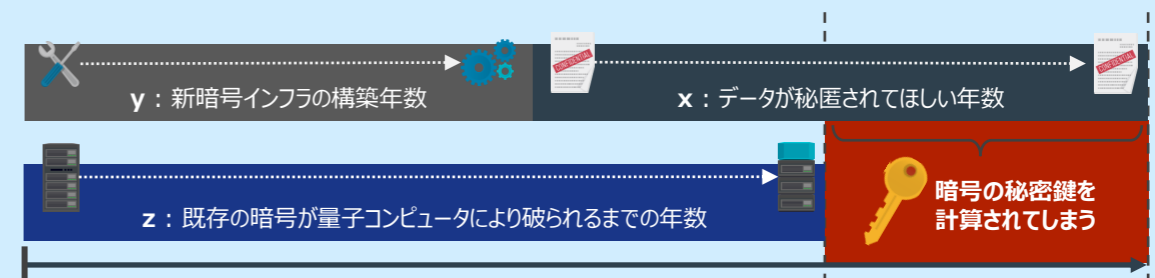 CONFIDENTIAL
CONFIDENTIAL
y：新暗号インフラの構築年数
x：データが秘匿されてほしい年数
z：既存の暗号が量子コンピュータにより破られるまでの年数
暗号の秘密鍵を
計算されてしまう